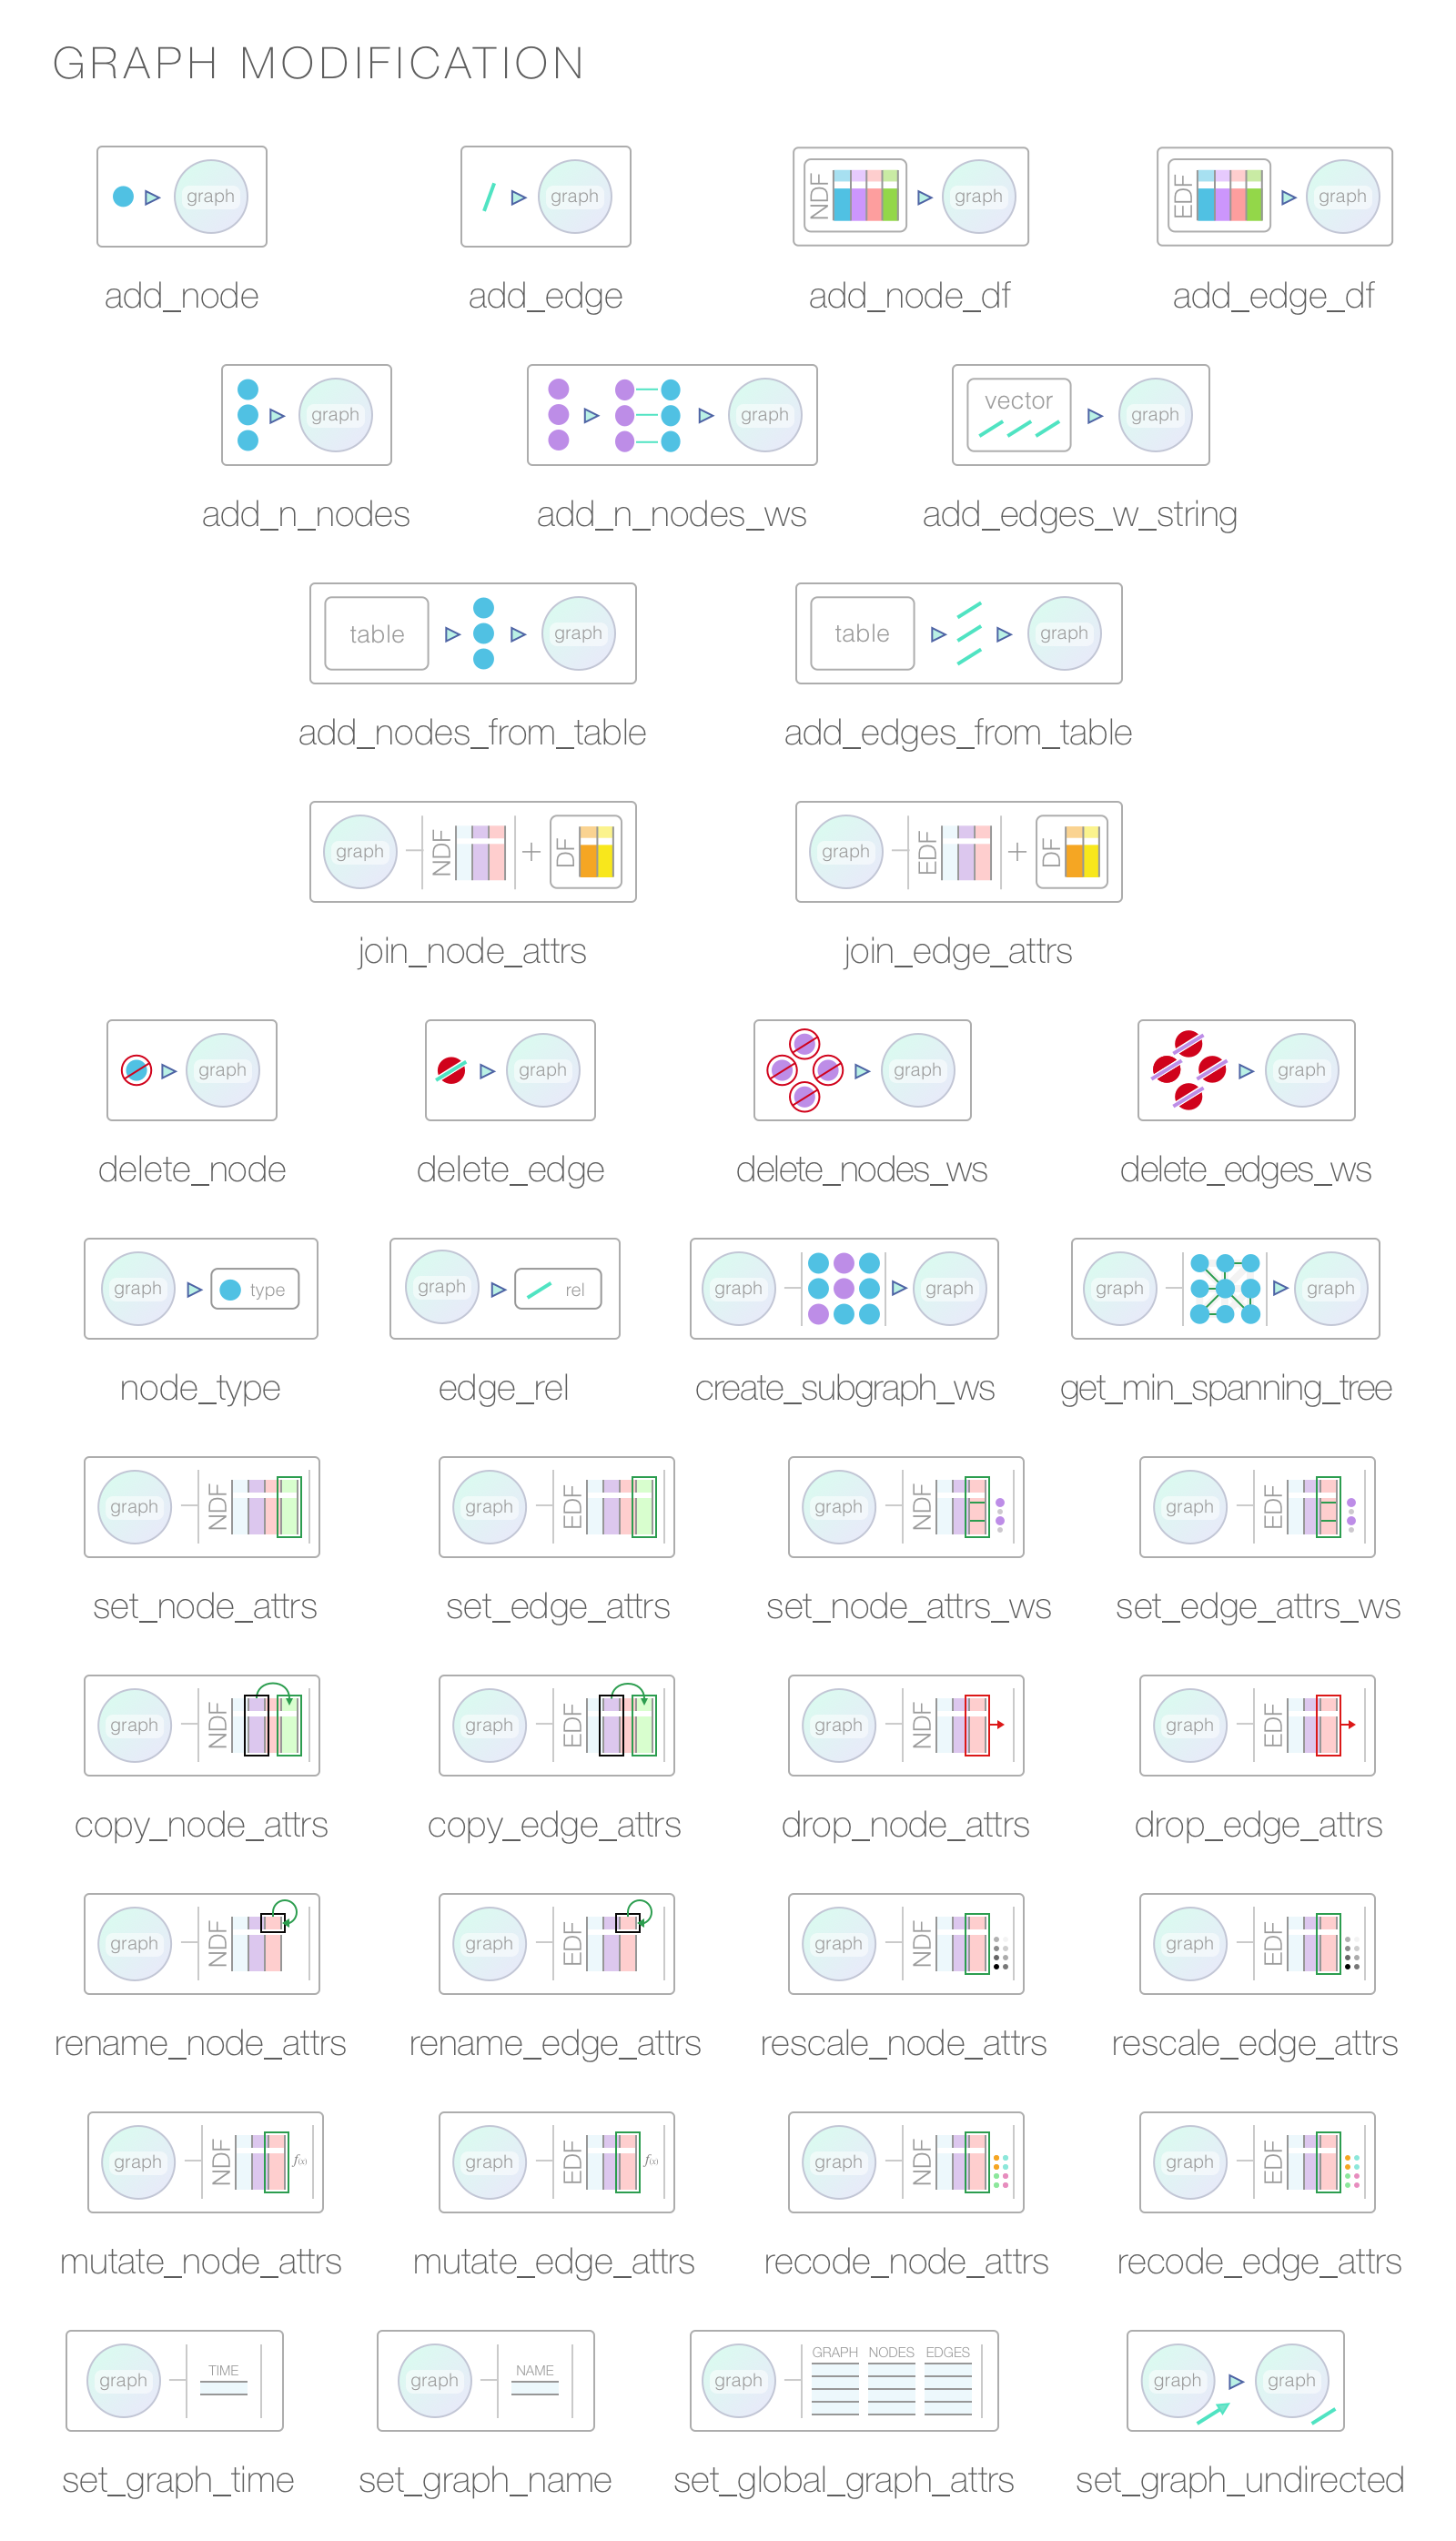 GRAPH MODIFICATION
graph
graph
NDF graph
EDF graph
add_node
add_edge
add_node_df
add_edge_df
graph
graph
vector graph
add_n_nodes
add_n_nodes_ws
add_edges_w_string
table graph
table graph
add_nodes_from_table
add_edges_from_table
graph NDF + DF
graph EDF + DF
join_node_attrs
join_edge_attrs
graph
graph
graph
graph
delete_node
delete_edge
delete_nodes_ws
delete_edges_ws
graph type
graph rel
graph graph
graph graph
node_type
edge_rel
create_subgraph_ws
get_min_spanning_tree
graph NDF
graph EDF
graph NDF
graph EDF
set_node_attrs
set_edge_attrs
set_node_attrs_ws
set_edge_attrs_ws
graph NDF
graph EDF
graph NDF
graph EDF
copy_node_attrs
copy_edge_attrs
drop_node_attrs
drop_edge_attrs
graph NDF
graph EDF
graph NDF
graph EDF
rename_node_attrs
rename_edge_attrs
rescale_node_attrs
rescale_edge_attrs
graph NDF f(x)
graph EDF f(x)
graph NDF
graph EDF
mutate_node_attrs
mutate_edge_attrs
recode_node_attrs
recode_edge_attrs
graph TIME
graph NAME
graph GRAPH NODES EDGES
graph graph
set_graph_time
set_graph_name
set_global_graph_attrs
set_graph_undirected